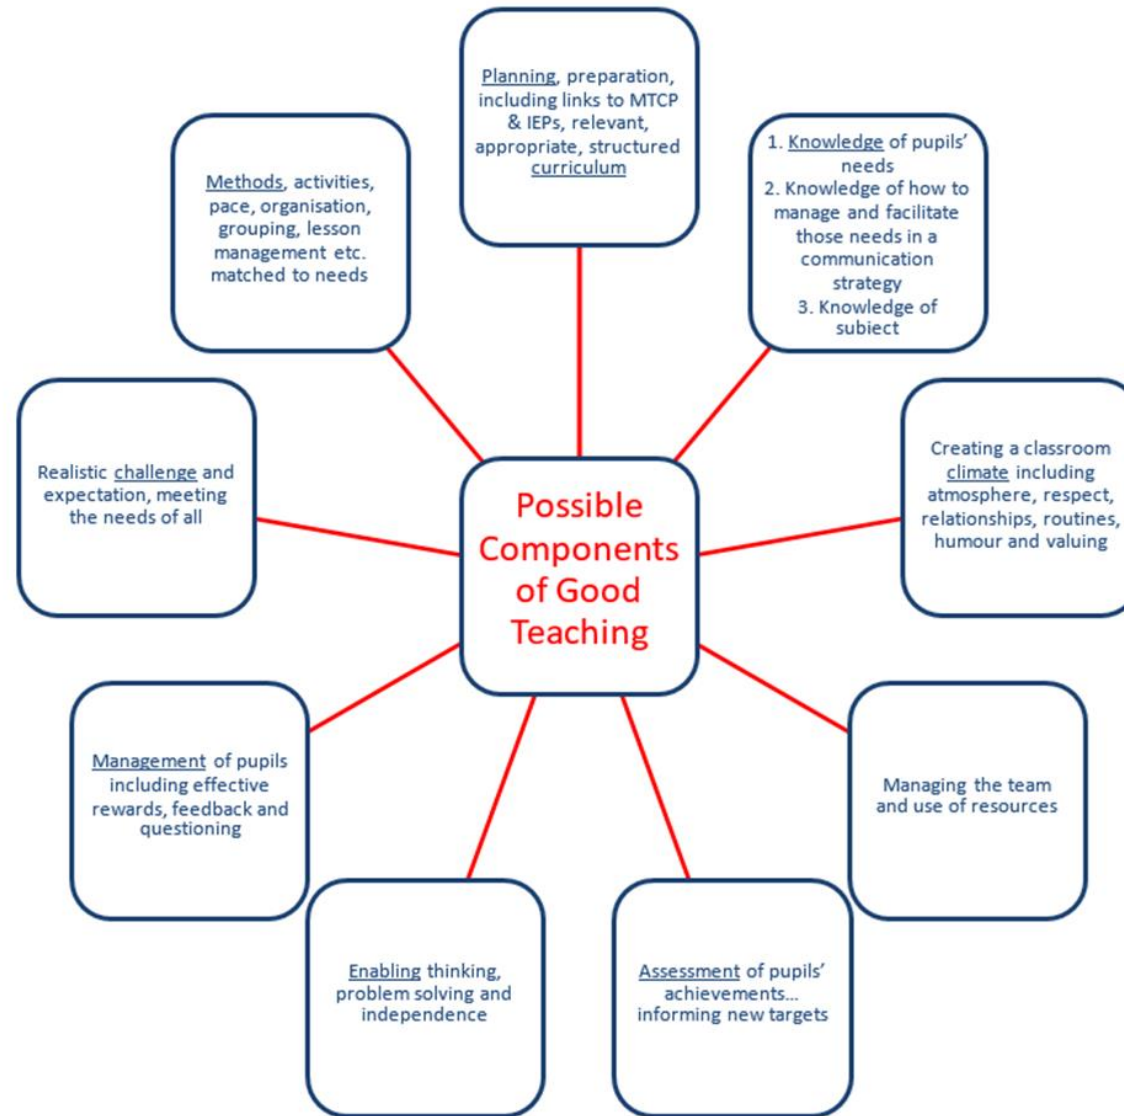 Planning, preparation,
including links to MTCP
& IEPs, relevant,
appropriate, structured
curriculum
1. Knowledge of pupils’
needs
2. Knowledge of how to
manage and facilitate
those needs in a
communication
strategy
3. Knowledge of
subject
Creating a classroom
climate including
atmosphere, respect,
relationships, routines,
humour and valuing
Managing the team
and use of resources
Assessment of pupils’
achievements…
informing new targets
Enabling thinking,
problem solving and
independence
Management of pupils
including effective
rewards, feedback and
questioning
Realistic challenge and
expectation, meeting
the needs of all
Methods, activities,
pace, organisation,
grouping, lesson
management etc.
matched to needs
Possible
Components
of Good
Teaching